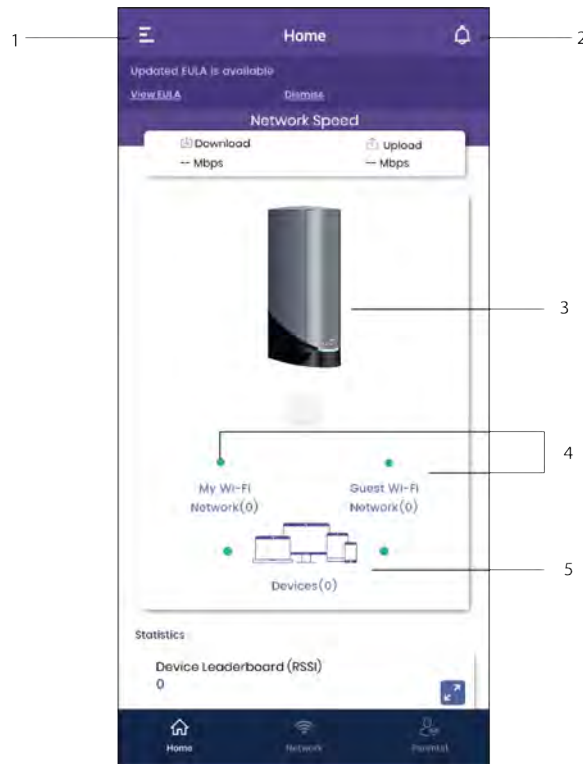 1
Home
2
Updated EULA is available
View EULA Dismiss
Network Speed
Download Upload
-- Mbps -- Mbps
3
4
My Wi-Fi Guest Wi-Fi
Network(0) Network(0)
5
Devices(0)
Statistics
Device Leaderboard (RSSI)
0
Home Network Parental